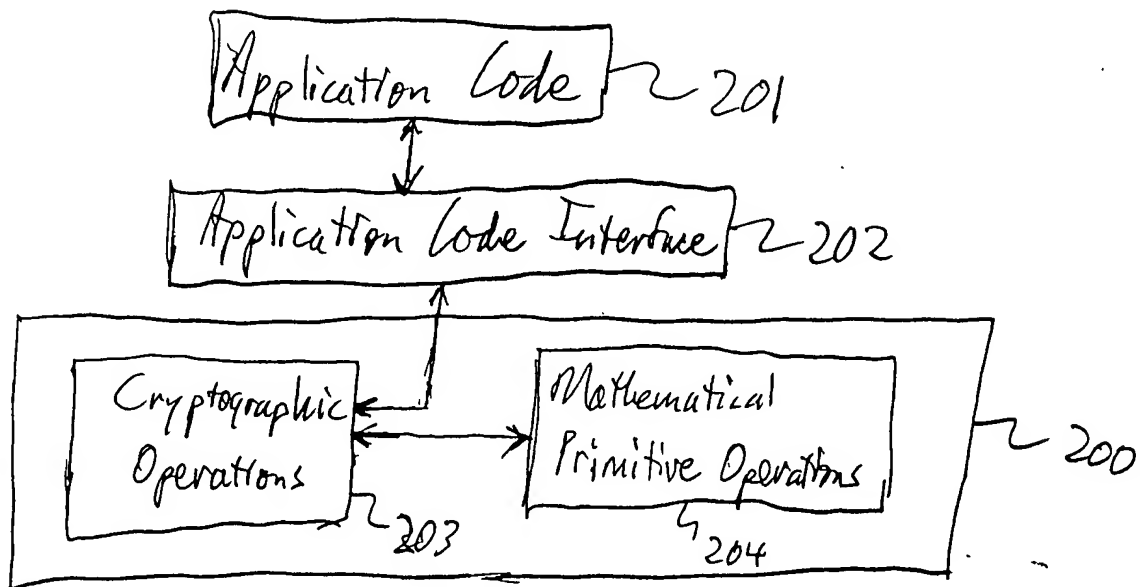 Application Code
201
Application Code Interface
202
Cryptographic
Operations
203
Mathematical
Primitive Operations
204
200